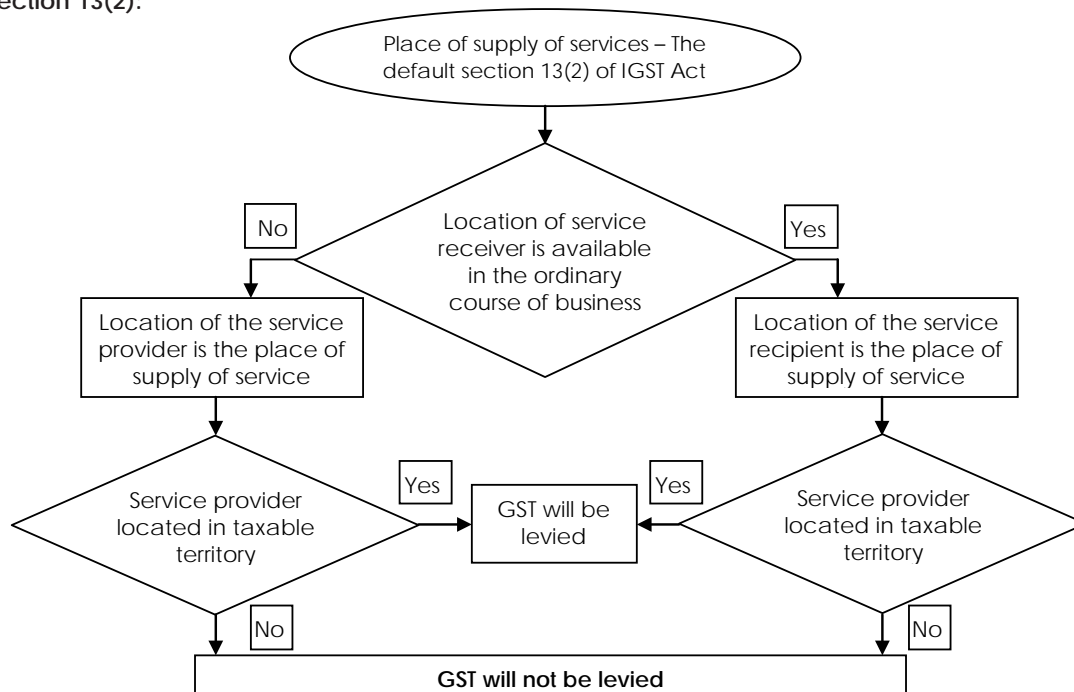 section 13(2).
Place of supply of services – The
default section 13(2) of IGST Act
No
Location of service
receiver is available
in the ordinary
course of business
Yes
Location of the service
provider is the place of
supply of service
Location of the service
recipient is the place of
supply of service
Service provider
located in taxable
territory
Yes
GST will be
levied
Yes
Service provider
located in taxable
territory
No
No
GST will not be levied